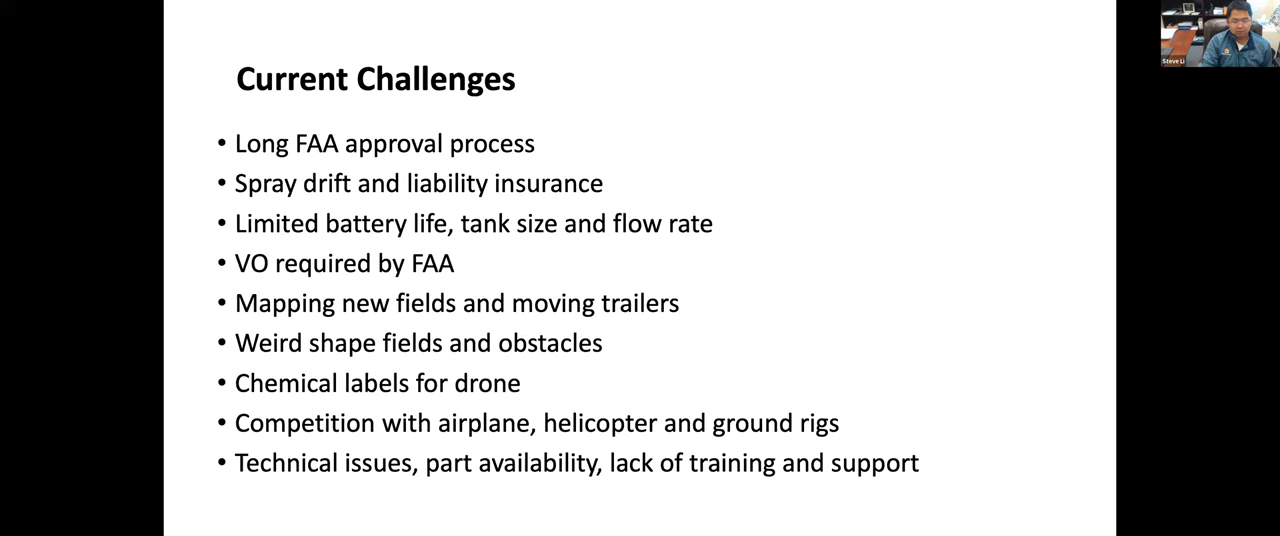 Current Challenges
• Long FAA approval process
• Spray drift and liability insurance
• Limited battery life, tank size and flow rate
• VO required by FAA
• Mapping new fields and moving trailers
• Weird shape fields and obstacles
• Chemical labels for drone
• Competition with airplane, helicopter and ground rigs
• Technical issues, part availability, lack of training and support
Steve Li